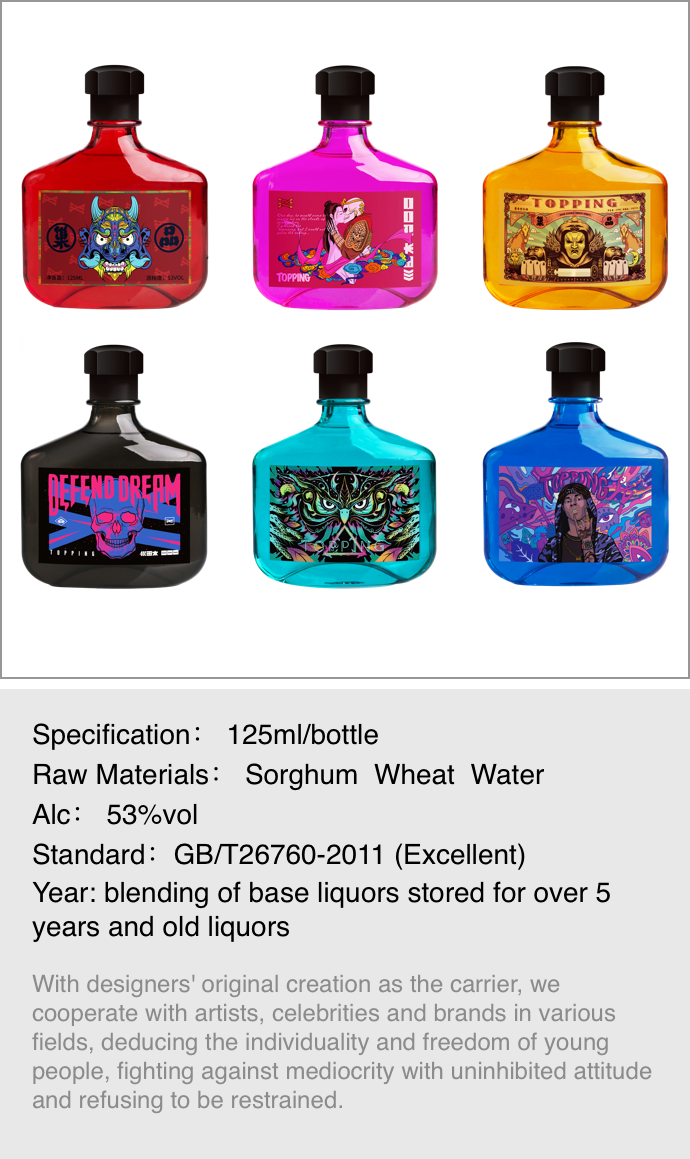 TOPPING
DEFEND DREAM
TOPPING
TOPPING
TOPPING
Specification： 125ml/bottle
Raw Materials： Sorghum Wheat Water
Alc： 53%vol
Standard：GB/T26760-2011 (Excellent)
Year: blending of base liquors stored for over 5
years and old liquors
With designers' original creation as the carrier, we
cooperate with artists, celebrities and brands in various
fields, deducing the individuality and freedom of young
people, fighting against mediocrity with uninhibited attitude
and refusing to be restrained.